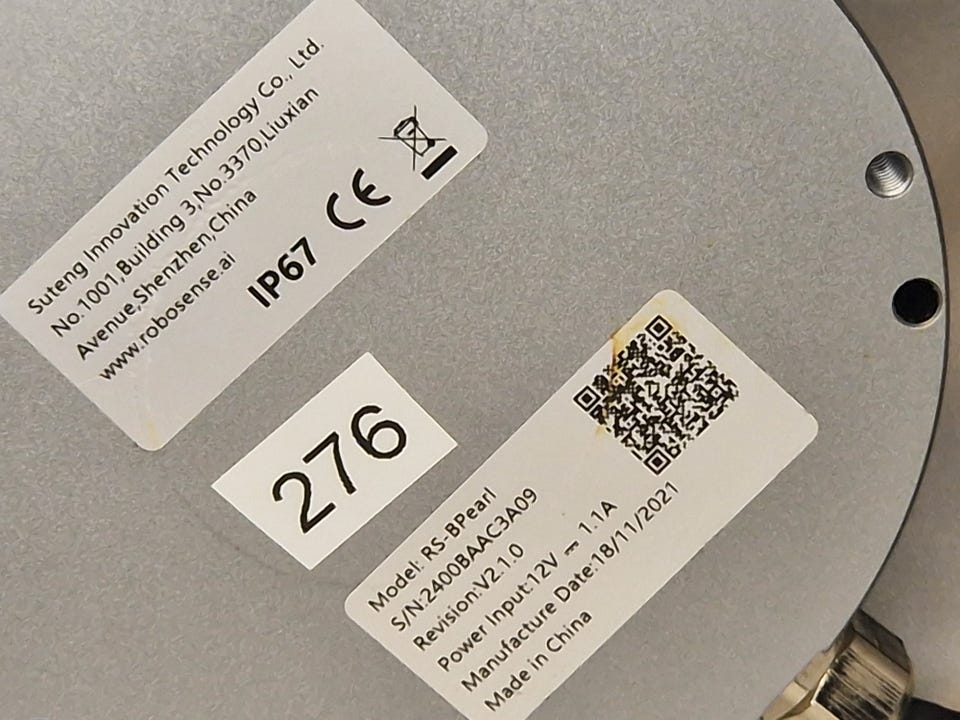 Suteng Innovation Technology Co., Ltd.
No.1001,Building 3,No.3370,Liuxian
Avenue,Shenzhen,China
www.robosense.ai
IP67 CE
276
Model: RS-BPearl
S/N:2400BAAC3A09
Revision:V2.1.0
Power Input:12V ⎓ 1.1A
Manufacture Date:18/11/2021
Made in China